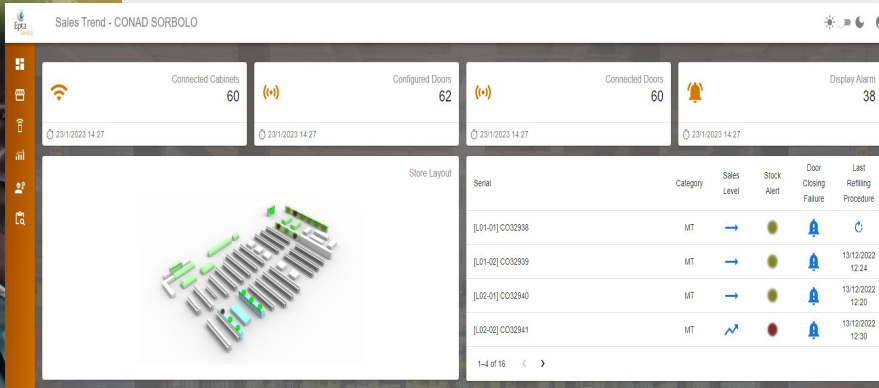 Epta
Sales Trend - CONAD SORBOLO
Connected Cabinets
60
23/1/2023 14:27
Configured Doors
62
23/1/2023 14:27
Connected Doors
60
23/1/2023 14:27
Display Alarm
38
23/1/2023 14:27
Store Layout
Serial Category Sales Level Stock Alert Door Closing Failure Last Refilling Procedure
[L01-01] CO32938 MT
[L01-02] CO32939 MT 13/12/2022 12:24
[L02-01] CO32940 MT 13/12/2022 12:20
[L02-02] CO32941 MT 13/12/2022 12:30
1–4 of 16